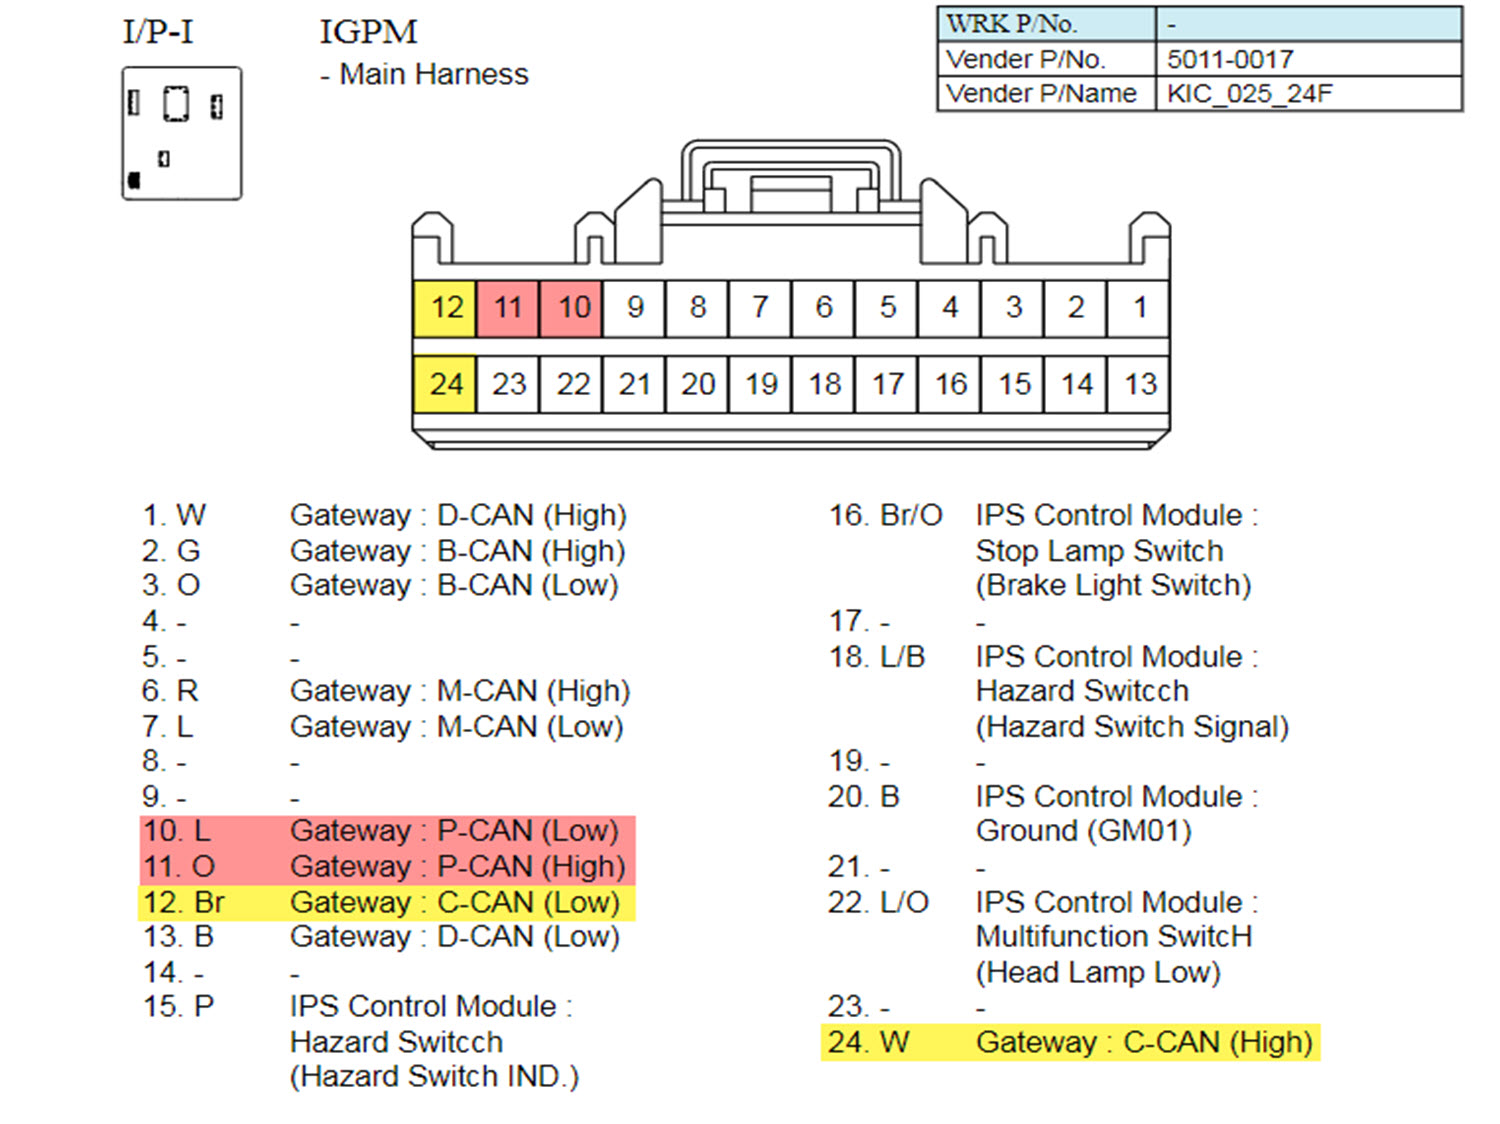 I/P-I
IGPM
- Main Harness
WRK P/No. -
Vender P/No. 5011-0017
Vender P/Name KIC_025_24F
12 11 10 9 8 7 6 5 4 3 2 1
24 23 22 21 20 19 18 17 16 15 14 13
1. W Gateway : D-CAN (High)
2. G Gateway : B-CAN (High)
3. O Gateway : B-CAN (Low)
4. - -
5. - -
6. R Gateway : M-CAN (High)
7. L Gateway : M-CAN (Low)
8. - -
9. - -
10. L Gateway : P-CAN (Low)
11. O Gateway : P-CAN (High)
12. Br Gateway : C-CAN (Low)
13. B Gateway : D-CAN (Low)
14. - -
15. P IPS Control Module :
Hazard Switcch
(Hazard Switch IND.)
16. Br/O IPS Control Module :
Stop Lamp Switch
(Brake Light Switch)
17. - -
18. L/B IPS Control Module :
Hazard Switcch
(Hazard Switch Signal)
19. - -
20. B IPS Control Module :
Ground (GM01)
21. - -
22. L/O IPS Control Module :
Multifunction SwitcH
(Head Lamp Low)
23. - -
24. W Gateway : C-CAN (High)